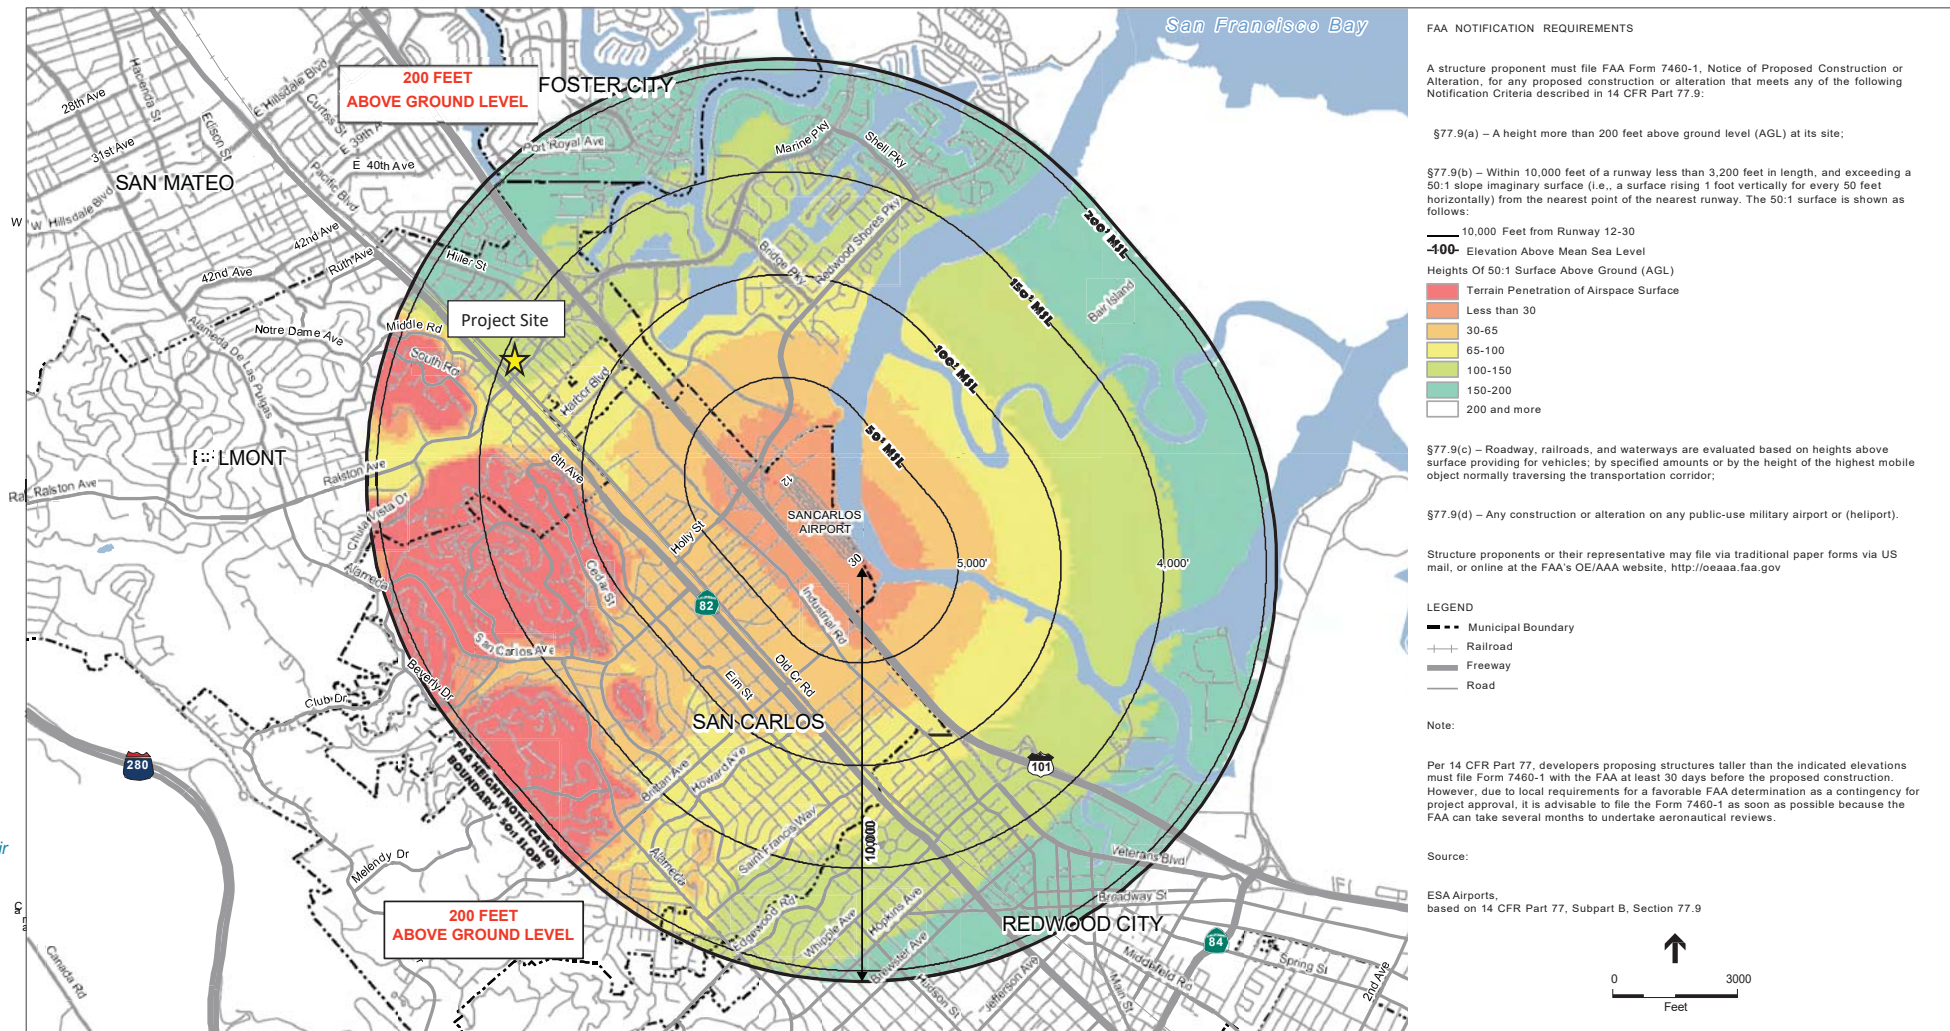 San Francisco Bay
200 FEET
ABOVE GROUND LEVEL
FOSTER CITY
28th Ave
Hacienda St
E Hillsdale Blvd
Curtiss St
E 39th A
31st Ave
Edison St
Pacific Blvd
E 40th Ave
Port Royal Ave
Marine Pky
Shell Pky
SAN MATEO
W
W Hillsdale Blvd
42nd Ave
42nd Ave
Ruth Ave
Hiller St
Bridge Pky
Redwood Shores Pky
200' MSL
150' MSL
100' MSL
50' MSL
Bair Island
Project Site
Middle Rd
South Rd
Notre Dame Ave
Alameda De Las Pulgas
Harbor Blvd
LMONT
Ralston Ave
Ralston Ave
Chula Vista Dr
6th Ave
12
SAN CARLOS
AIRPORT
30
5,000'
4,000'
Holly St
Alameda
Cedar St
82
Industrial Rd
San Carlos Ave
Beverly Dr
Club Dr
Elm St
Old Cr Rd
SAN CARLOS
280
101
FAA HEIGHT NOTIFICATION
BOUNDARY - 50:1 SLOPE
Brittan Ave
Howard Ave
Saint Francis Way
10,000
Melendy Dr
Alameda
Veterans Blvd
Broadway St
Edgewood Rd
Whipple Ave
Hopkins Ave
Brewster Ave
200 FEET
ABOVE GROUND LEVEL
REDWOOD CITY
84
Spring St
Middlefield Rd
Main St
2nd Ave
Jefferson Ave
Hudson St
Canada Rd
FAA NOTIFICATION REQUIREMENTS
A structure proponent must file FAA Form 7460-1, Notice of Proposed Construction or
Alteration, for any proposed construction or alteration that meets any of the following
Notification Criteria described in 14 CFR Part 77.9:
§77.9(a) – A height more than 200 feet above ground level (AGL) at its site;
§77.9(b) – Within 10,000 feet of a runway less than 3,200 feet in length, and exceeding a
50:1 slope imaginary surface (i.e,, a surface rising 1 foot vertically for every 50 feet
horizontally) from the nearest point of the nearest runway. The 50:1 surface is shown as
follows:
10,000 Feet from Runway 12-30
-100- Elevation Above Mean Sea Level
Heights Of 50:1 Surface Above Ground (AGL)
Terrain Penetration of Airspace Surface
Less than 30
30-65
65-100
100-150
150-200
200 and more
§77.9(c) – Roadway, railroads, and waterways are evaluated based on heights above
surface providing for vehicles; by specified amounts or by the height of the highest mobile
object normally traversing the transportation corridor;
§77.9(d) – Any construction or alteration on any public-use military airport or (heliport).
Structure proponents or their representative may file via traditional paper forms via US
mail, or online at the FAA's OE/AAA website, http://oeaaa.faa.gov
LEGEND
Municipal Boundary
Railroad
Freeway
Road
Note:
Per 14 CFR Part 77, developers proposing structures taller than the indicated elevations
must file Form 7460-1 with the FAA at least 30 days before the proposed construction.
However, due to local requirements for a favorable FAA determination as a contingency for
project approval, it is advisable to file the Form 7460-1 as soon as possible because the
FAA can take several months to undertake aeronautical reviews.
Source:
ESA Airports,
based on 14 CFR Part 77, Subpart B, Section 77.9
0 3000
Feet